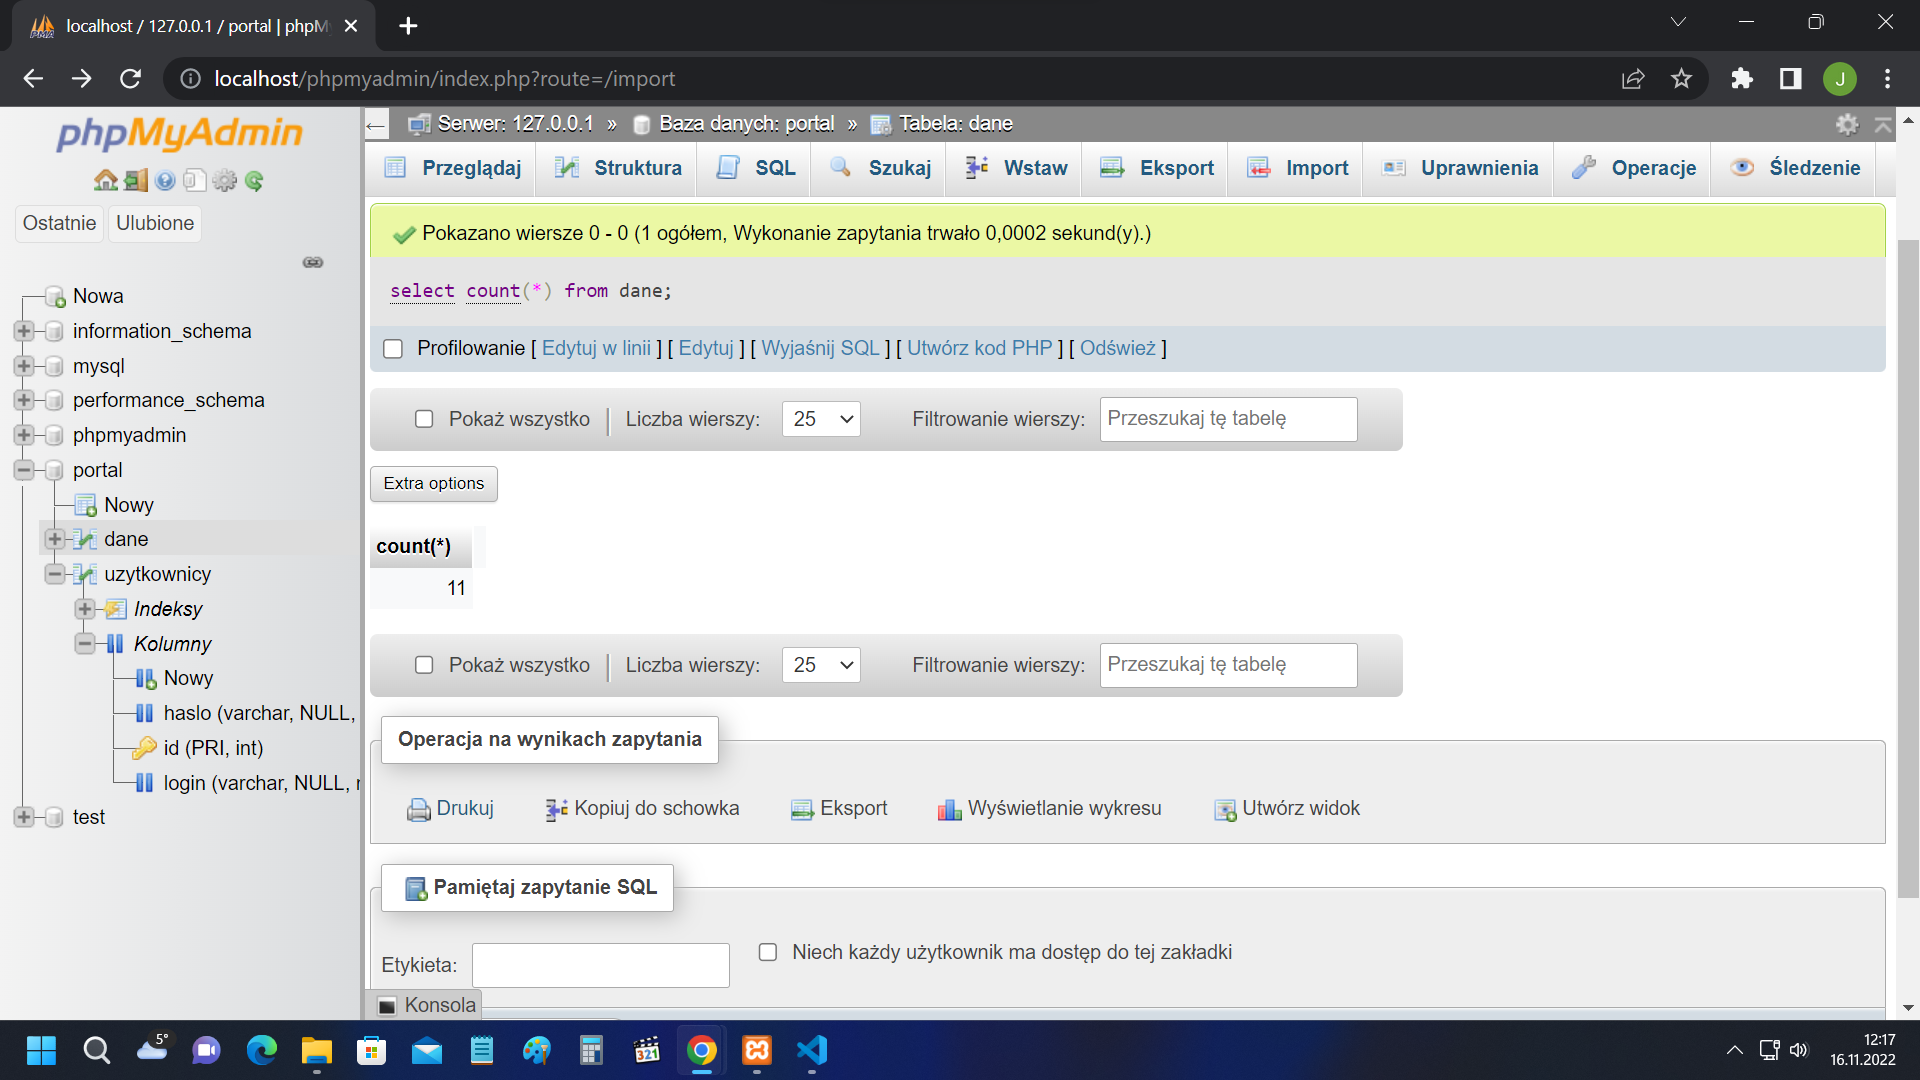 localhost / 127.0.0.1 / portal | phpM
localhost/phpmyadmin/index.php?route=/import
J
phpMyAdmin
Ostatnie Ulubione
Nowa
information_schema
mysql
performance_schema
phpmyadmin
portal
Nowy
dane
uzytkownicy
Indeksy
Kolumny
Nowy
haslo (varchar, NULL,
id (PRI, int)
login (varchar, NULL, r
test
Serwer: 127.0.0.1 » Baza danych: portal » Tabela: dane
Przeglądaj Struktura SQL Szukaj Wstaw Eksport Import Uprawnienia Operacje Śledzenie
Pokazano wiersze 0 - 0 (1 ogółem, Wykonanie zapytania trwało 0,0002 sekund(y).)
select count(*) from dane;
Profilowanie [ Edytuj w linii ] [ Edytuj ] [ Wyjaśnij SQL ] [ Utwórz kod PHP ] [ Odśwież ]
Pokaż wszystko | Liczba wierszy: 25 Filtrowanie wierszy: Przeszukaj tę tabelę
Extra options
count(*)
11
Pokaż wszystko | Liczba wierszy: 25 Filtrowanie wierszy: Przeszukaj tę tabelę
Operacja na wynikach zapytania
Drukuj Kopiuj do schowka Eksport Wyświetlanie wykresu Utwórz widok
Pamiętaj zapytanie SQL
Etykieta: Niech każdy użytkownik ma dostęp do tej zakładki
Konsola
5°
321
12:17
16.11.2022